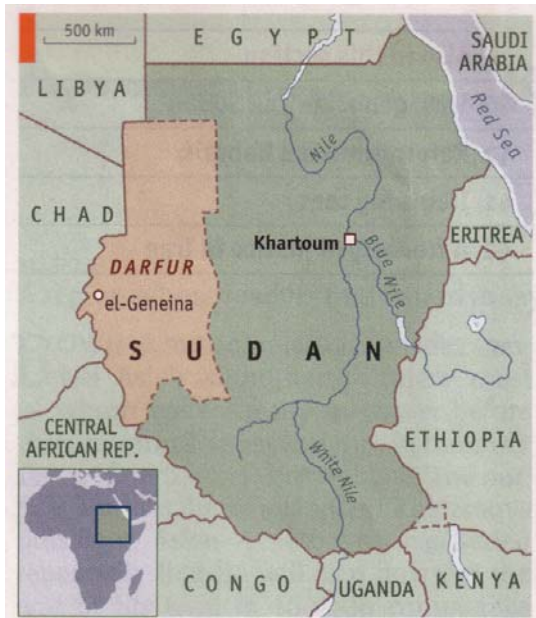 500 km
EGYPT
SAUDI
ARABIA
LIBYA
Red Sea
Nile
CHAD
Khartoum
Blue Nile
ERITREA
DARFUR
el-Geneina
SUDAN
CENTRAL
AFRICAN REP.
ETHIOPIA
White Nile
CONGO
UGANDA
KENYA